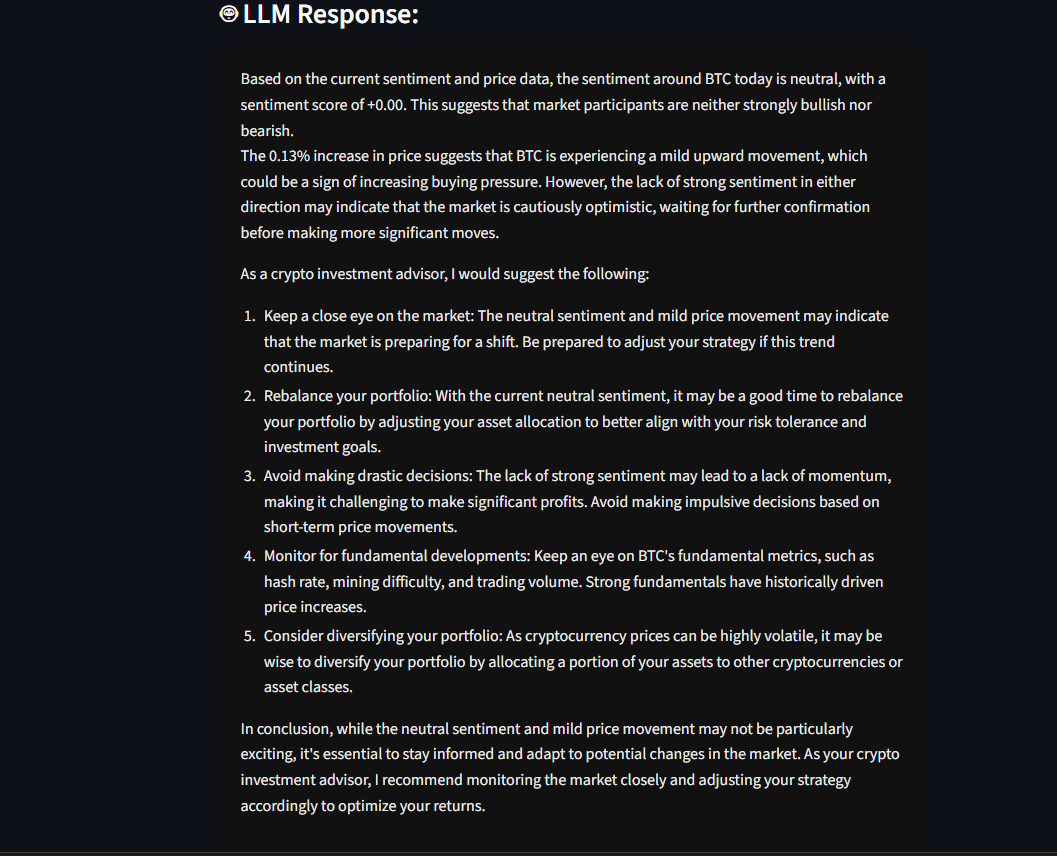 LLM Response:
Based on the current sentiment and price data, the sentiment around BTC today is neutral, with a
sentiment score of +0.00. This suggests that market participants are neither strongly bullish nor
bearish.
The 0.13% increase in price suggests that BTC is experiencing a mild upward movement, which
could be a sign of increasing buying pressure. However, the lack of strong sentiment in either
direction may indicate that the market is cautiously optimistic, waiting for further confirmation
before making more significant moves.
As a crypto investment advisor, I would suggest the following:
1. Keep a close eye on the market: The neutral sentiment and mild price movement may indicate
that the market is preparing for a shift. Be prepared to adjust your strategy if this trend
continues.
2. Rebalance your portfolio: With the current neutral sentiment, it may be a good time to rebalance
your portfolio by adjusting your asset allocation to better align with your risk tolerance and
investment goals.
3. Avoid making drastic decisions: The lack of strong sentiment may lead to a lack of momentum,
making it challenging to make significant profits. Avoid making impulsive decisions based on
short-term price movements.
4. Monitor for fundamental developments: Keep an eye on BTC's fundamental metrics, such as
hash rate, mining difficulty, and trading volume. Strong fundamentals have historically driven
price increases.
5. Consider diversifying your portfolio: As cryptocurrency prices can be highly volatile, it may be
wise to diversify your portfolio by allocating a portion of your assets to other cryptocurrencies or
asset classes.
In conclusion, while the neutral sentiment and mild price movement may not be particularly
exciting, it's essential to stay informed and adapt to potential changes in the market. As your crypto
investment advisor, I recommend monitoring the market closely and adjusting your strategy
accordingly to optimize your returns.